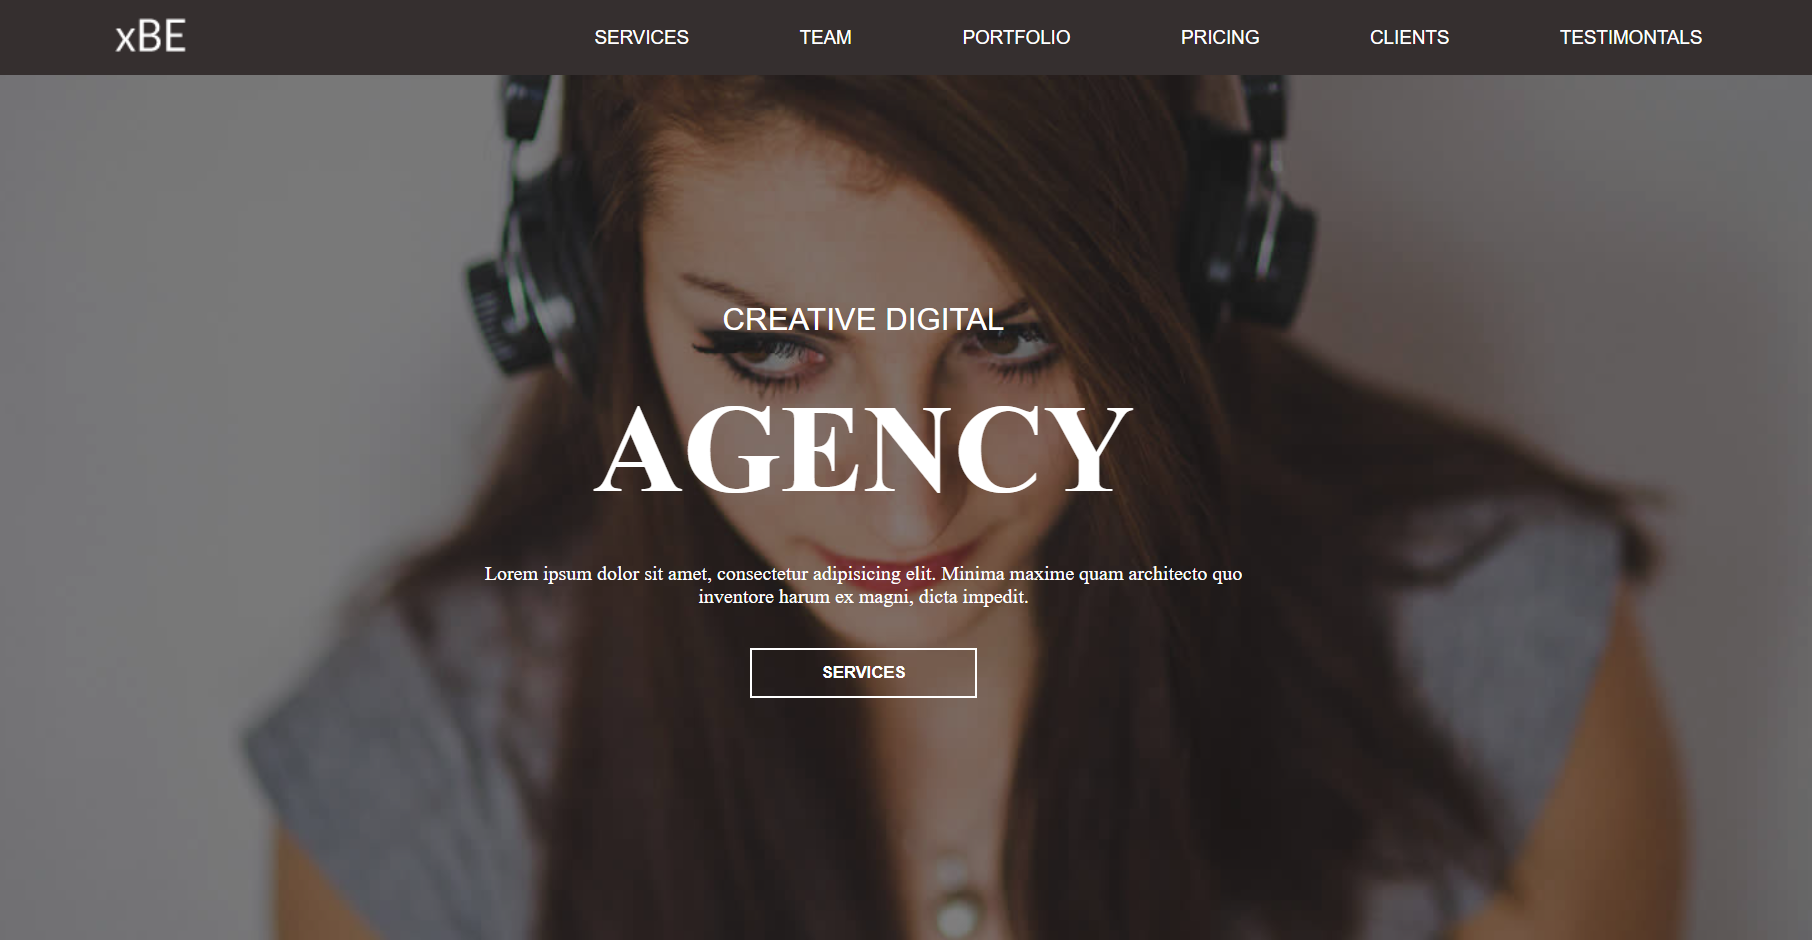 xBE
SERVICES
TEAM
PORTFOLIO
PRICING
CLIENTS
TESTIMONTALS
CREATIVE DIGITAL
AGENCY
Lorem ipsum dolor sit amet, consectetur adipisicing elit. Minima maxime quam architecto quo
inventore harum ex magni, dicta impedit.
SERVICES